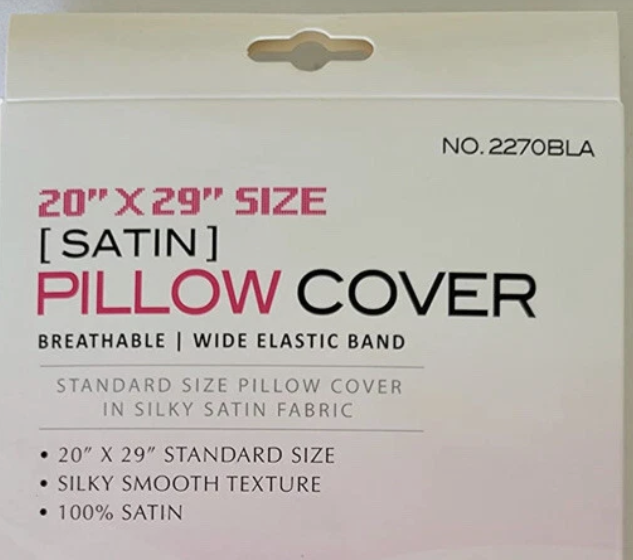 NO. 2270BLA
20” X 29” SIZE
[ SATIN ]
PILLOW COVER
BREATHABLE | WIDE ELASTIC BAND
STANDARD SIZE PILLOW COVER
IN SILKY SATIN FABRIC
• 20” X 29” STANDARD SIZE
• SILKY SMOOTH TEXTURE
• 100% SATIN